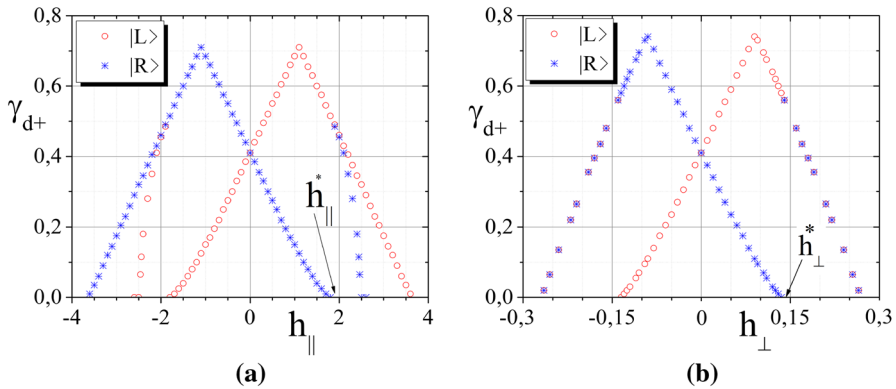 0,8
|L>
|R>
0,6
γd+
0,4
h*||
0,2
0,0
-4 -2 0 2 4
h||
(a)
0,8
|L>
|R>
0,6
γd+
0,4
0,2
h*⊥
0,0
-0,3 -0,15 0 0,15 0,3
h⊥
(b)